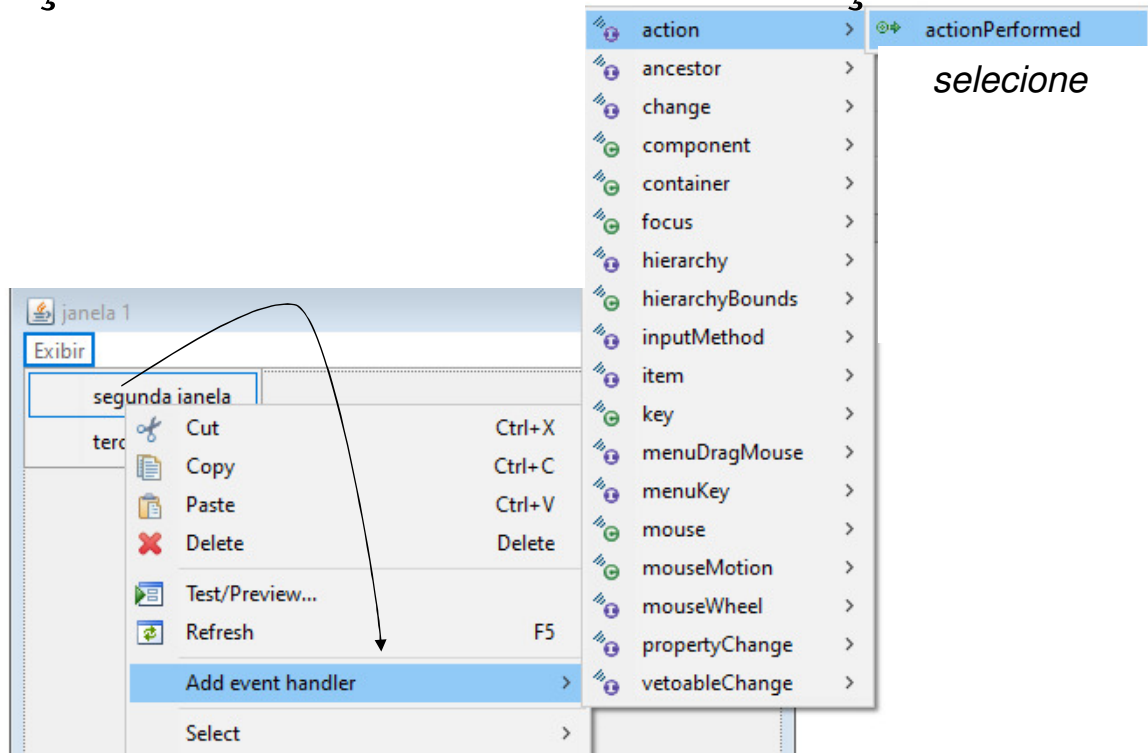 action > actionPerformed
selecione
ancestor >
change >
component >
container >
focus >
hierarchy >
hierarchyBounds >
inputMethod >
item >
key >
menuDragMouse >
menuKey >
mouse >
mouseMotion >
mouseWheel >
propertyChange >
vetoableChange >
janela 1
Exibir
segunda janela
terc
Cut Ctrl+X
Copy Ctrl+C
Paste Ctrl+V
Delete Delete
Test/Preview...
Refresh F5
Add event handler >
Select >